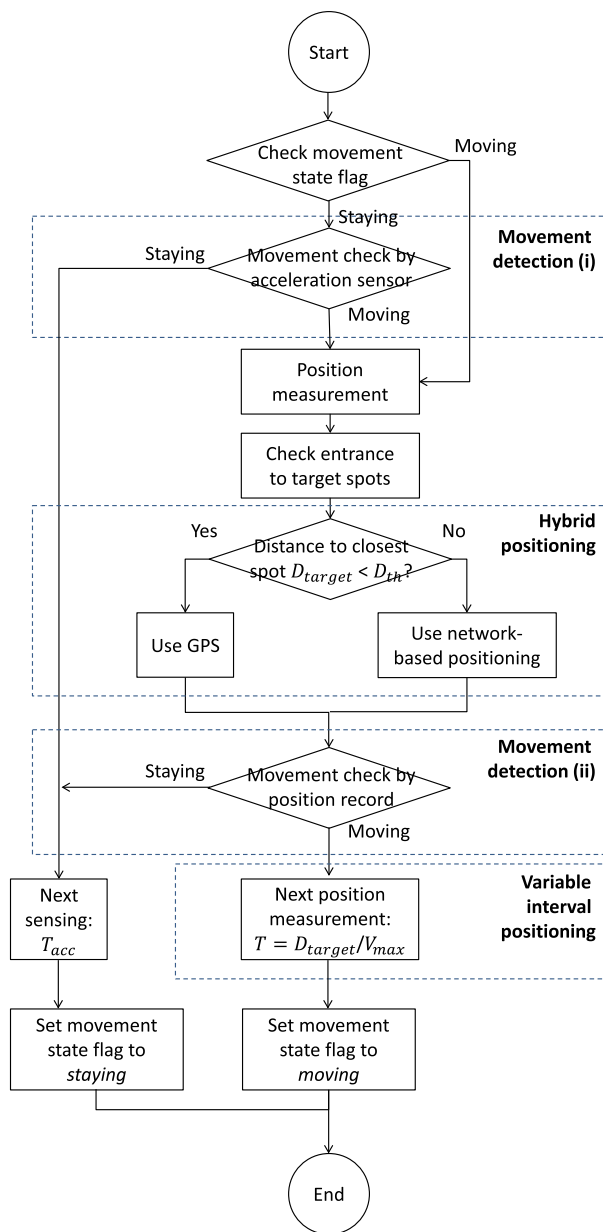 Start
Check movement
state flag
Moving
Staying
Movement
detection (i)
Staying
Movement check by
acceleration sensor
Moving
Position
measurement
Check entrance
to target spots
Hybrid
positioning
Yes
No
Distance to closest
spot D_target < D_th?
Use GPS
Use network-
based positioning
Movement
detection (ii)
Staying
Movement check by
position record
Moving
Variable
interval
positioning
Next
sensing:
T_acc
Next position
measurement:
T = D_target/V_max
Set movement
state flag to
staying
Set movement
state flag to
moving
End